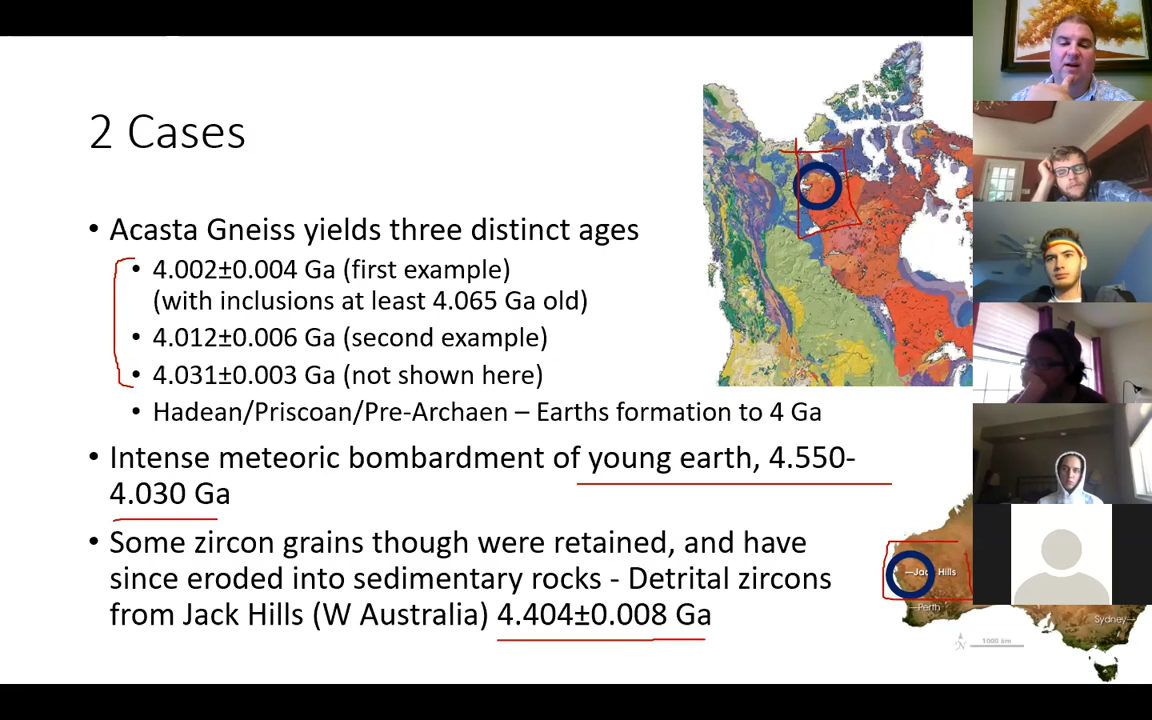 2 Cases
• Acasta Gneiss yields three distinct ages
• 4.002±0.004 Ga (first example)
(with inclusions at least 4.065 Ga old)
• 4.012±0.006 Ga (second example)
• 4.031±0.003 Ga (not shown here)
• Hadean/Priscoan/Pre-Archaen – Earths formation to 4 Ga
• Intense meteoric bombardment of young earth, 4.550-
4.030 Ga
• Some zircon grains though were retained, and have
since eroded into sedimentary rocks - Detrital zircons
from Jack Hills (W Australia) 4.404±0.008 Ga
Jack Hills
Perth
Sydney
N
1000 km